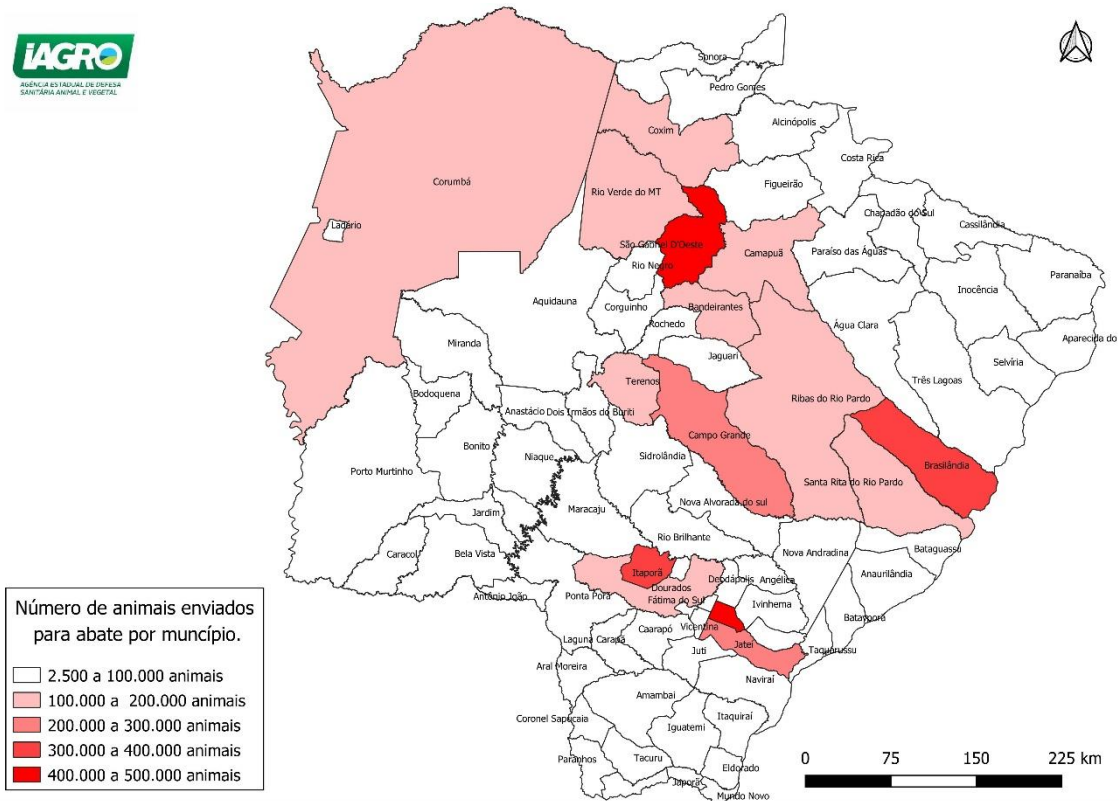 iAGRO
AGÊNCIA ESTADUAL DE DEFESA
SANITÁRIA ANIMAL E VEGETAL
Sonora
Pedro Gomes
Alcinópolis
Coxim
Costa Rica
Corumbá
Rio Verde do MT
Figueirão
Chapadão do Sul
Cassilândia
Ladário
São Gabriel D'Oeste
Camapuã
Paraíso das Águas
Rio Negro
Paranaíba
Inocência
Aquidauna
Corguinho
Bandeirantes
Rochedo
Água Clara
Aparecida do
Miranda
Jaguari
Selvíria
Terenos
Três Lagoas
Bodoquena
Ribas do Rio Pardo
Anastácio
Dois Irmãos do Buriti
Campo Grande
Bonito
Niaque
Sidrolândia
Brasilândia
Porto Murtinho
Santa Rita do Rio Pardo
Nova Alvorada do sul
Jardim
Maracaju
Rio Brilhante
Caracol
Bela Vista
Nova Andradina
Bataguassu
Itaporã
Anaurilândia
Dourados
Deodápolis
Angélica
Antônio João
Ponta Porã
Fátima do Sul
Ivinhema
Batayporã
Vicentina
Caarapó
Laguna Carapã
Jateí
Taquarussu
Juti
Aral Moreira
Naviraí
Amambai
Coronel Sapucaia
Itaquiraí
Iguatemi
Paranhos
Tacuru
Eldorado
Japorã
Mundo Novo
Número de animais enviados
para abate por muncípio.
2.500 a 100.000 animais
100.000 a 200.000 animais
200.000 a 300.000 animais
300.000 a 400.000 animais
400.000 a 500.000 animais
0 75 150 225 km